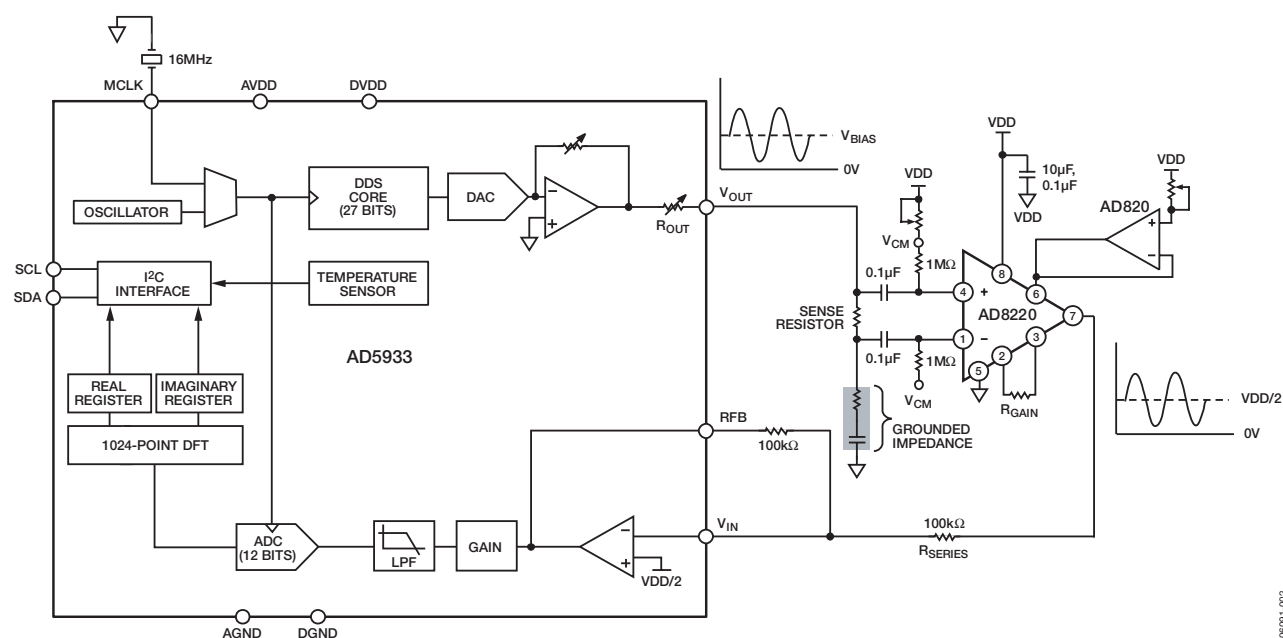 16MHz
MCLK
AVDD
DVDD
OSCILLATOR
DDS
CORE
(27 BITS)
DAC
−
+
ROUT
VOUT
VBIAS
0V
SCL
SDA
I2C
INTERFACE
TEMPERATURE
SENSOR
AD5933
REAL
REGISTER
IMAGINARY
REGISTER
1024-POINT DFT
ADC
(12 BITS)
LPF
GAIN
−
+
VDD/2
AGND
DGND
RFB
VIN
100kΩ
100kΩ
RSERIES
VDD
VCM
1MΩ
0.1µF
SENSE
RESISTOR
0.1µF
1MΩ
VCM
GROUNDED
IMPEDANCE
VDD
10µF,
0.1µF
VDD
VDD
AD820
+
−
8
6
4
+
AD8220
7
1
−
3
2
5
RGAIN
VDD/2
0V